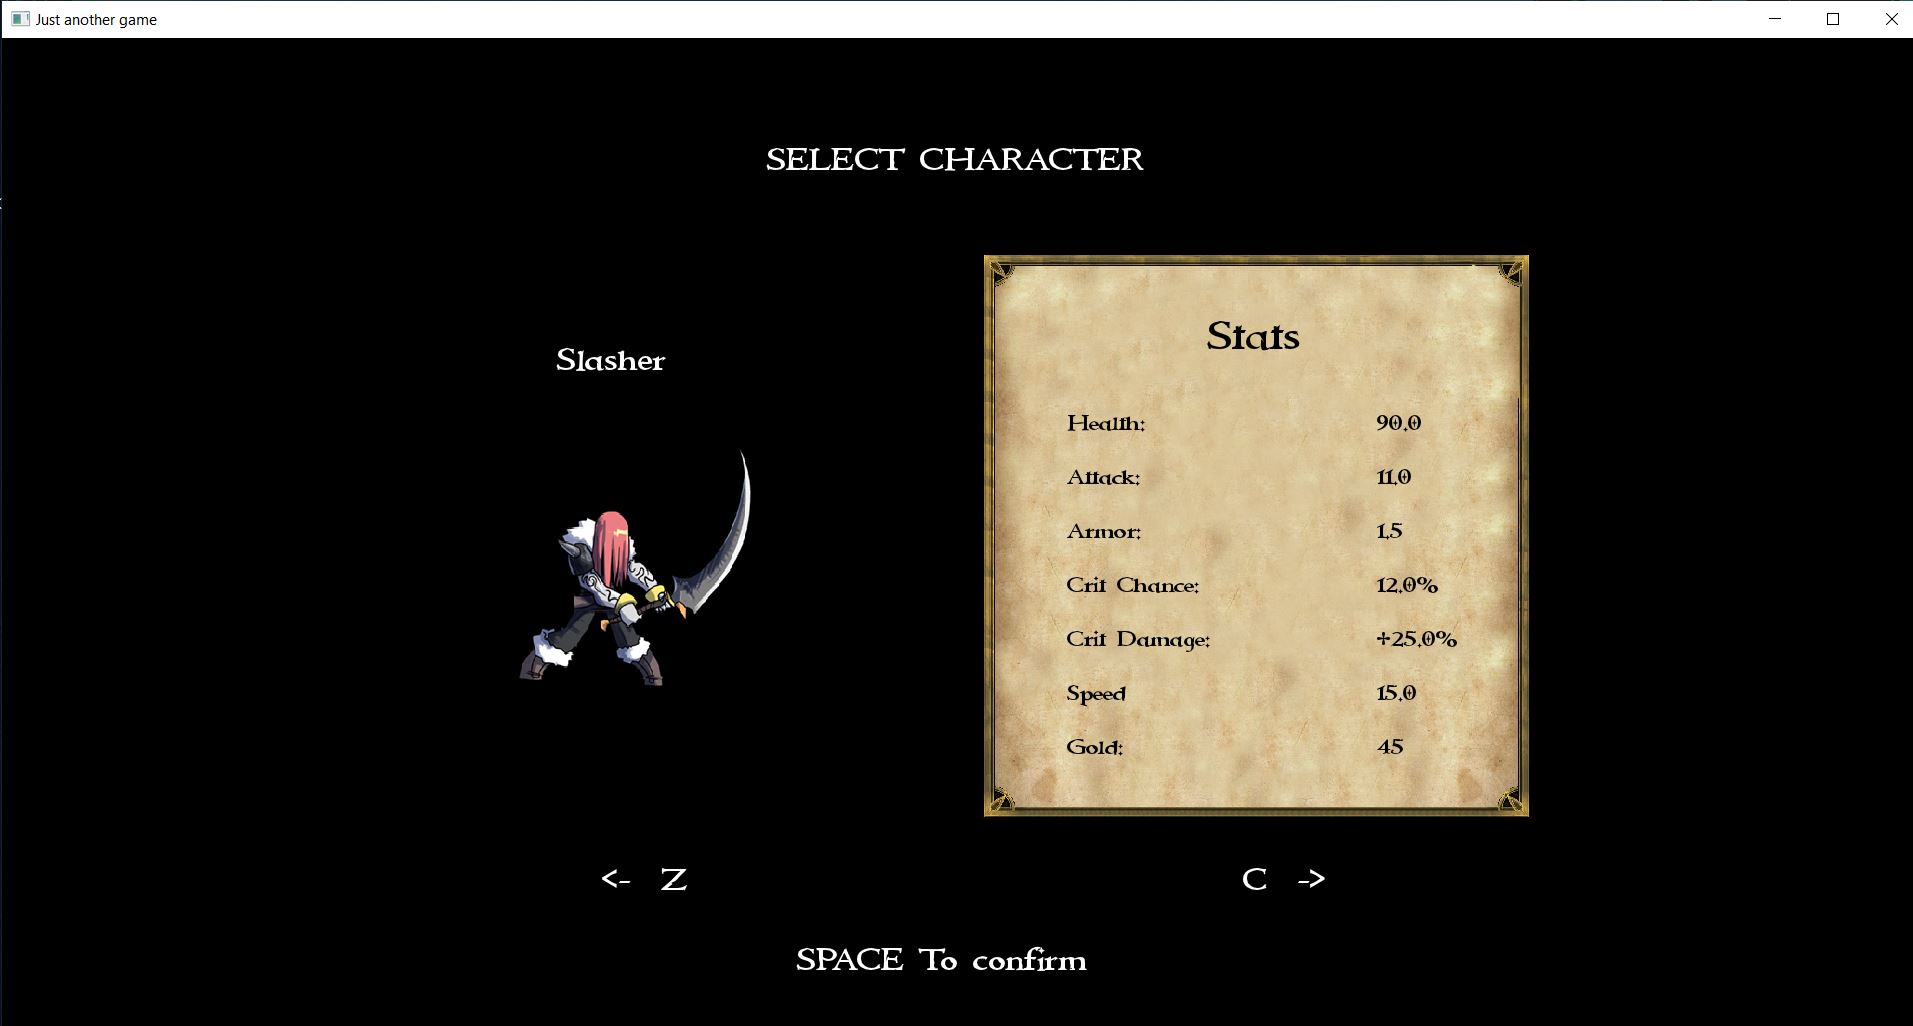 Just another game
SELECT CHARACTER
Slasher
Stats
Health: 90.0
Attack: 11.0
Armor: 1.5
Crit Chance: 12.0%
Crit Damage: +25.0%
Speed 15.0
Gold: 45
<- Z C ->
SPACE To confirm